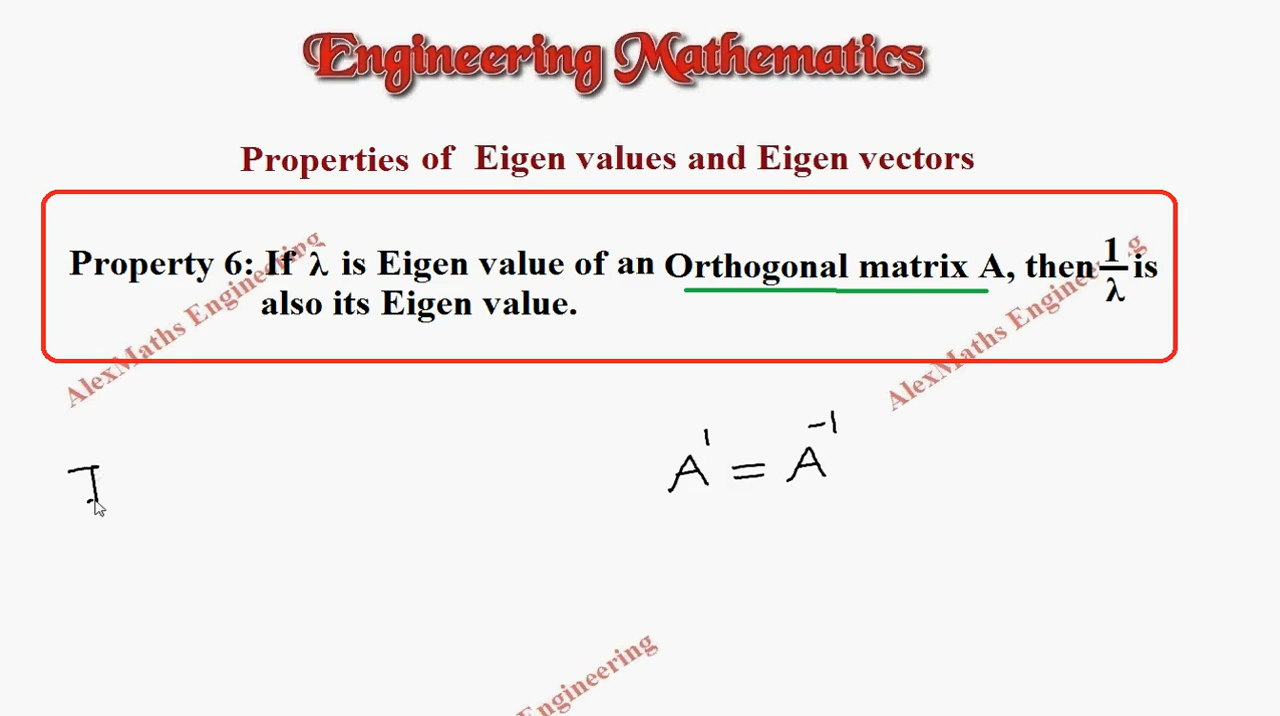 Engineering Mathematics
Properties of Eigen values and Eigen vectors
Property 6: If λ is Eigen value of an Orthogonal matrix A, then 1/λ is
also its Eigen value.
AlexMaths Engineering
AlexMaths Engineering
A' = A⁻¹
I
Engineering